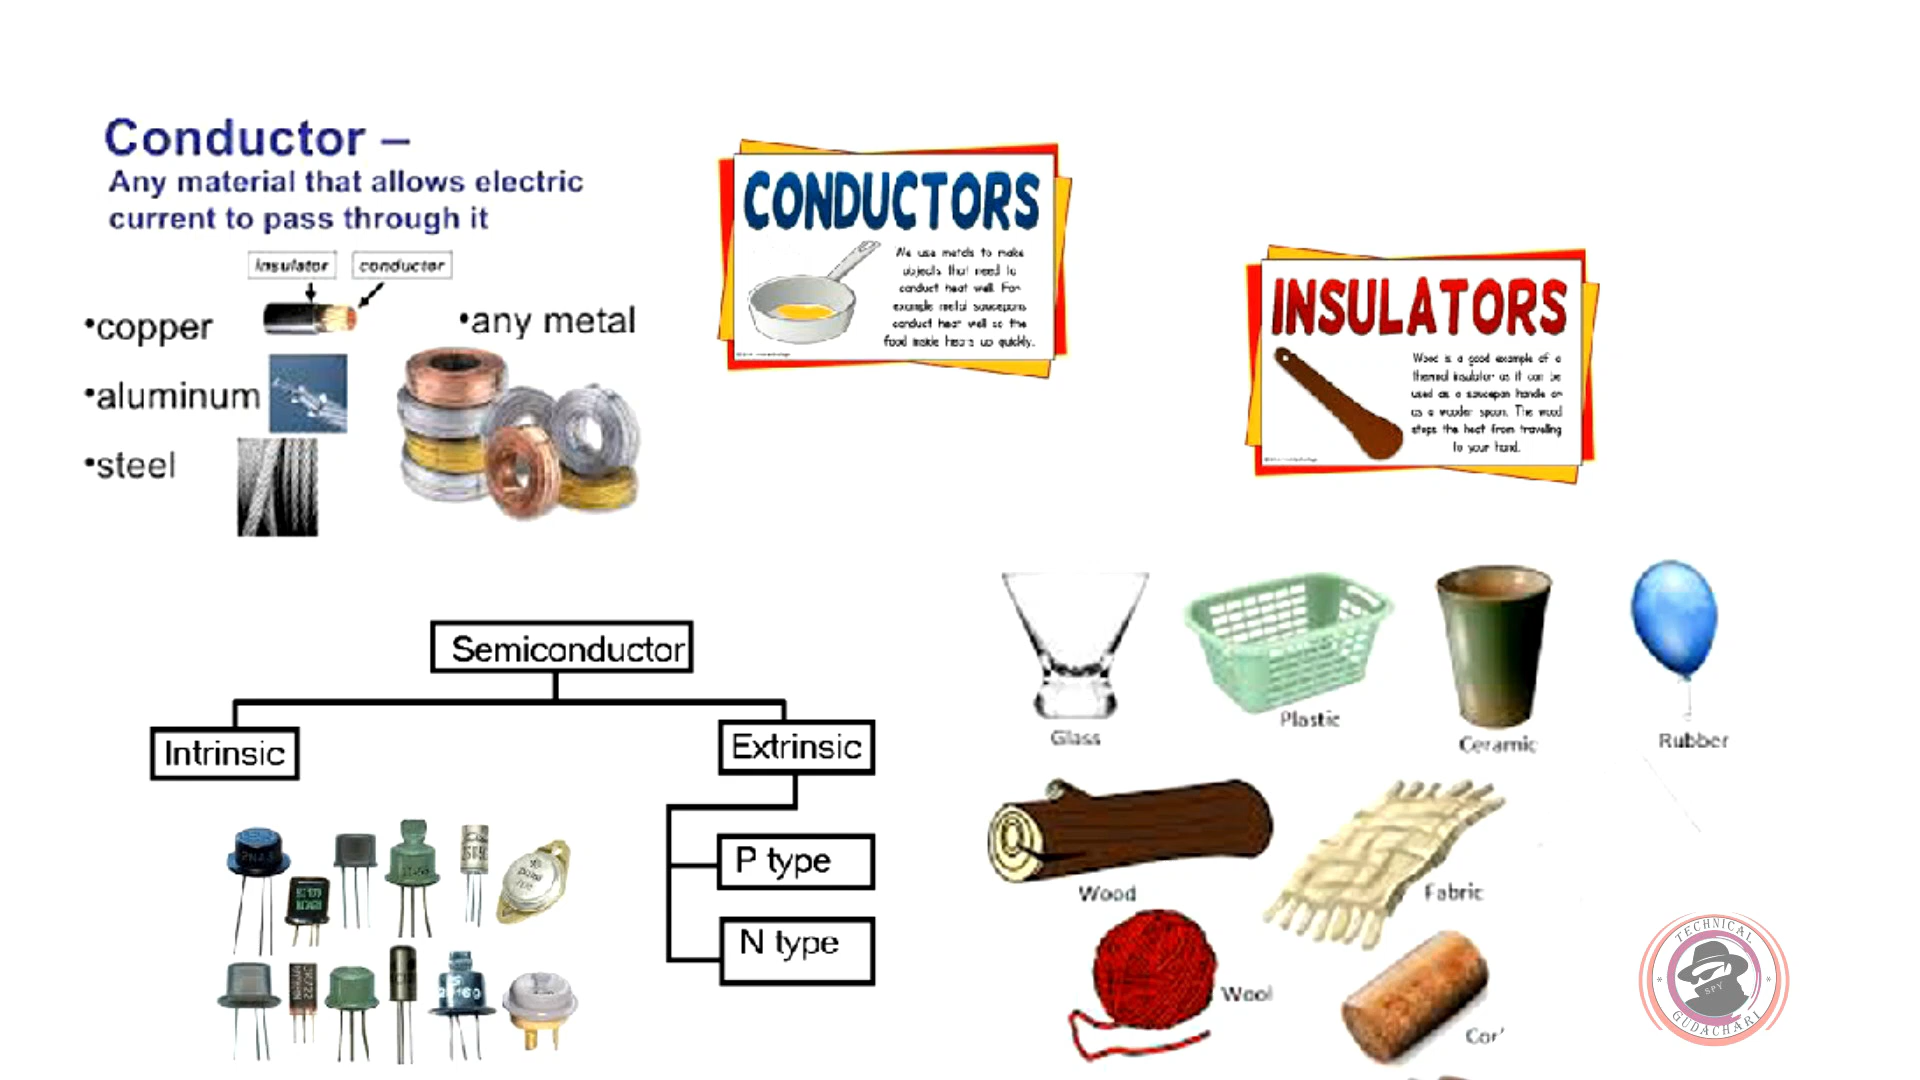 Conductor –
Any material that allows electric
current to pass through it
insulator
conductor
•copper
•any metal
•aluminum
•steel
CONDUCTORS
We use metals to make
objects that need to
conduct heat well. For
example metal saucepans
conduct heat well so the
food inside heats up quickly.
INSULATORS
Wood is a good example of a
thermal insulator as it can be
used as a saucepan handle or
as a wooden spoon. The wood
stops the heat from travelling
to your hand.
Semiconductor
Intrinsic
Extrinsic
P type
N type
Glass
Plastic
Ceramic
Rubber
Wood
Fabric
Wool
Cor
TECHNICAL
SPY
GUDACHARI